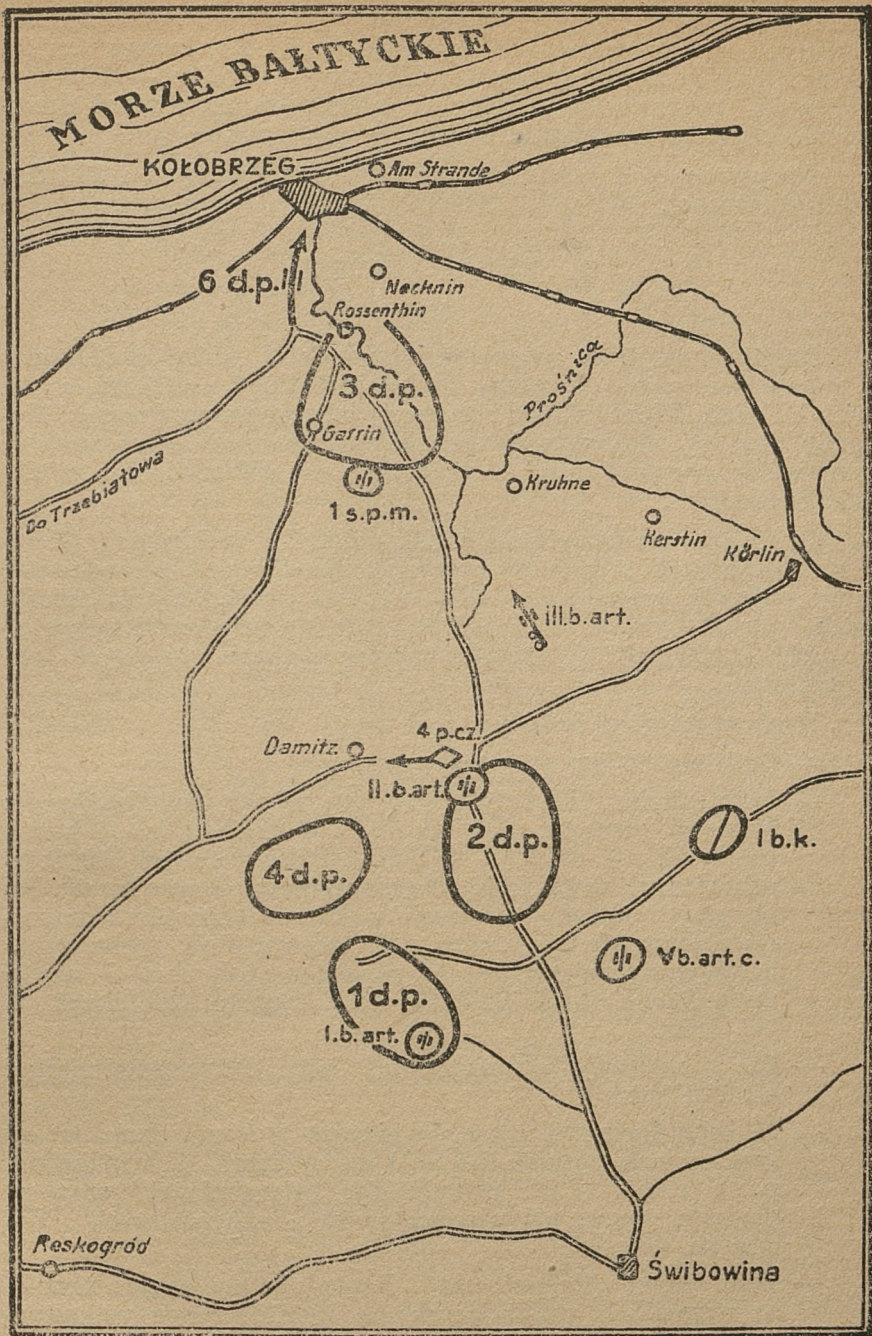 MORZE BAŁTYCKIE
KOŁOBRZEG
Am Strande
6 d.p.
Necknin
Rossenthin
3 d.p.
Prośnica
Garrin
Do Trzebiatowa
1 s.p.m.
Kruhne
Kerstin
Körlin
III.b.art.
4 p.cz.
Damitz
II.b.art.
2 d.p.
I b.k.
4 d.p.
V b.art.c.
1 d.p.
I.b.art.
Reskogród
Świbowina